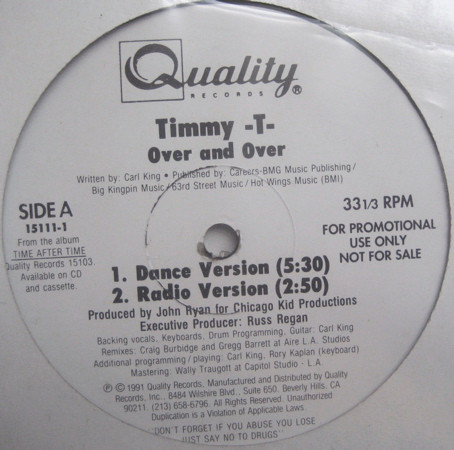 Quality
RECORDS ®
Timmy -T-
Over and Over
Written by: Carl King • Published by: Careers-BMG Music Publishing/
Big Kingpin Music/63rd Street Music/Hot Wings Music (BMI)
SIDE A
15111-1
From the album
TIME AFTER TIME
Quality Records 15103.
Available on CD
and cassette.
33 1/3 RPM
FOR PROMOTIONAL
USE ONLY
NOT FOR SALE
1. Dance Version (5:30)
2. Radio Version (2:50)
Produced by John Ryan for Chicago Kid Productions
Executive Producer: Russ Regan
Backing vocals, Keyboards, Drum Programming, Guitar: Carl King
Remixes: Craig Burbidge and Gregg Barrett at Aire L.A. Studios
Additional programming/playing: Carl King, Rory Kaplan (keyboard)
Mastering: Wally Traugott at Capitol Studio - L.A.
℗ © 1991 Quality Records, Manufactured and Distributed by Quality
Records Inc., 8484 Wilshire Blvd., Suite 650, Beverly Hills, CA
90211. (213) 658-6796. All Rights Reserved. Unauthorized
Duplication is a Violation of Applicable Laws.
"DON'T FORGET IF YOU ABUSE YOU LOSE
JUST SAY NO TO DRUGS"